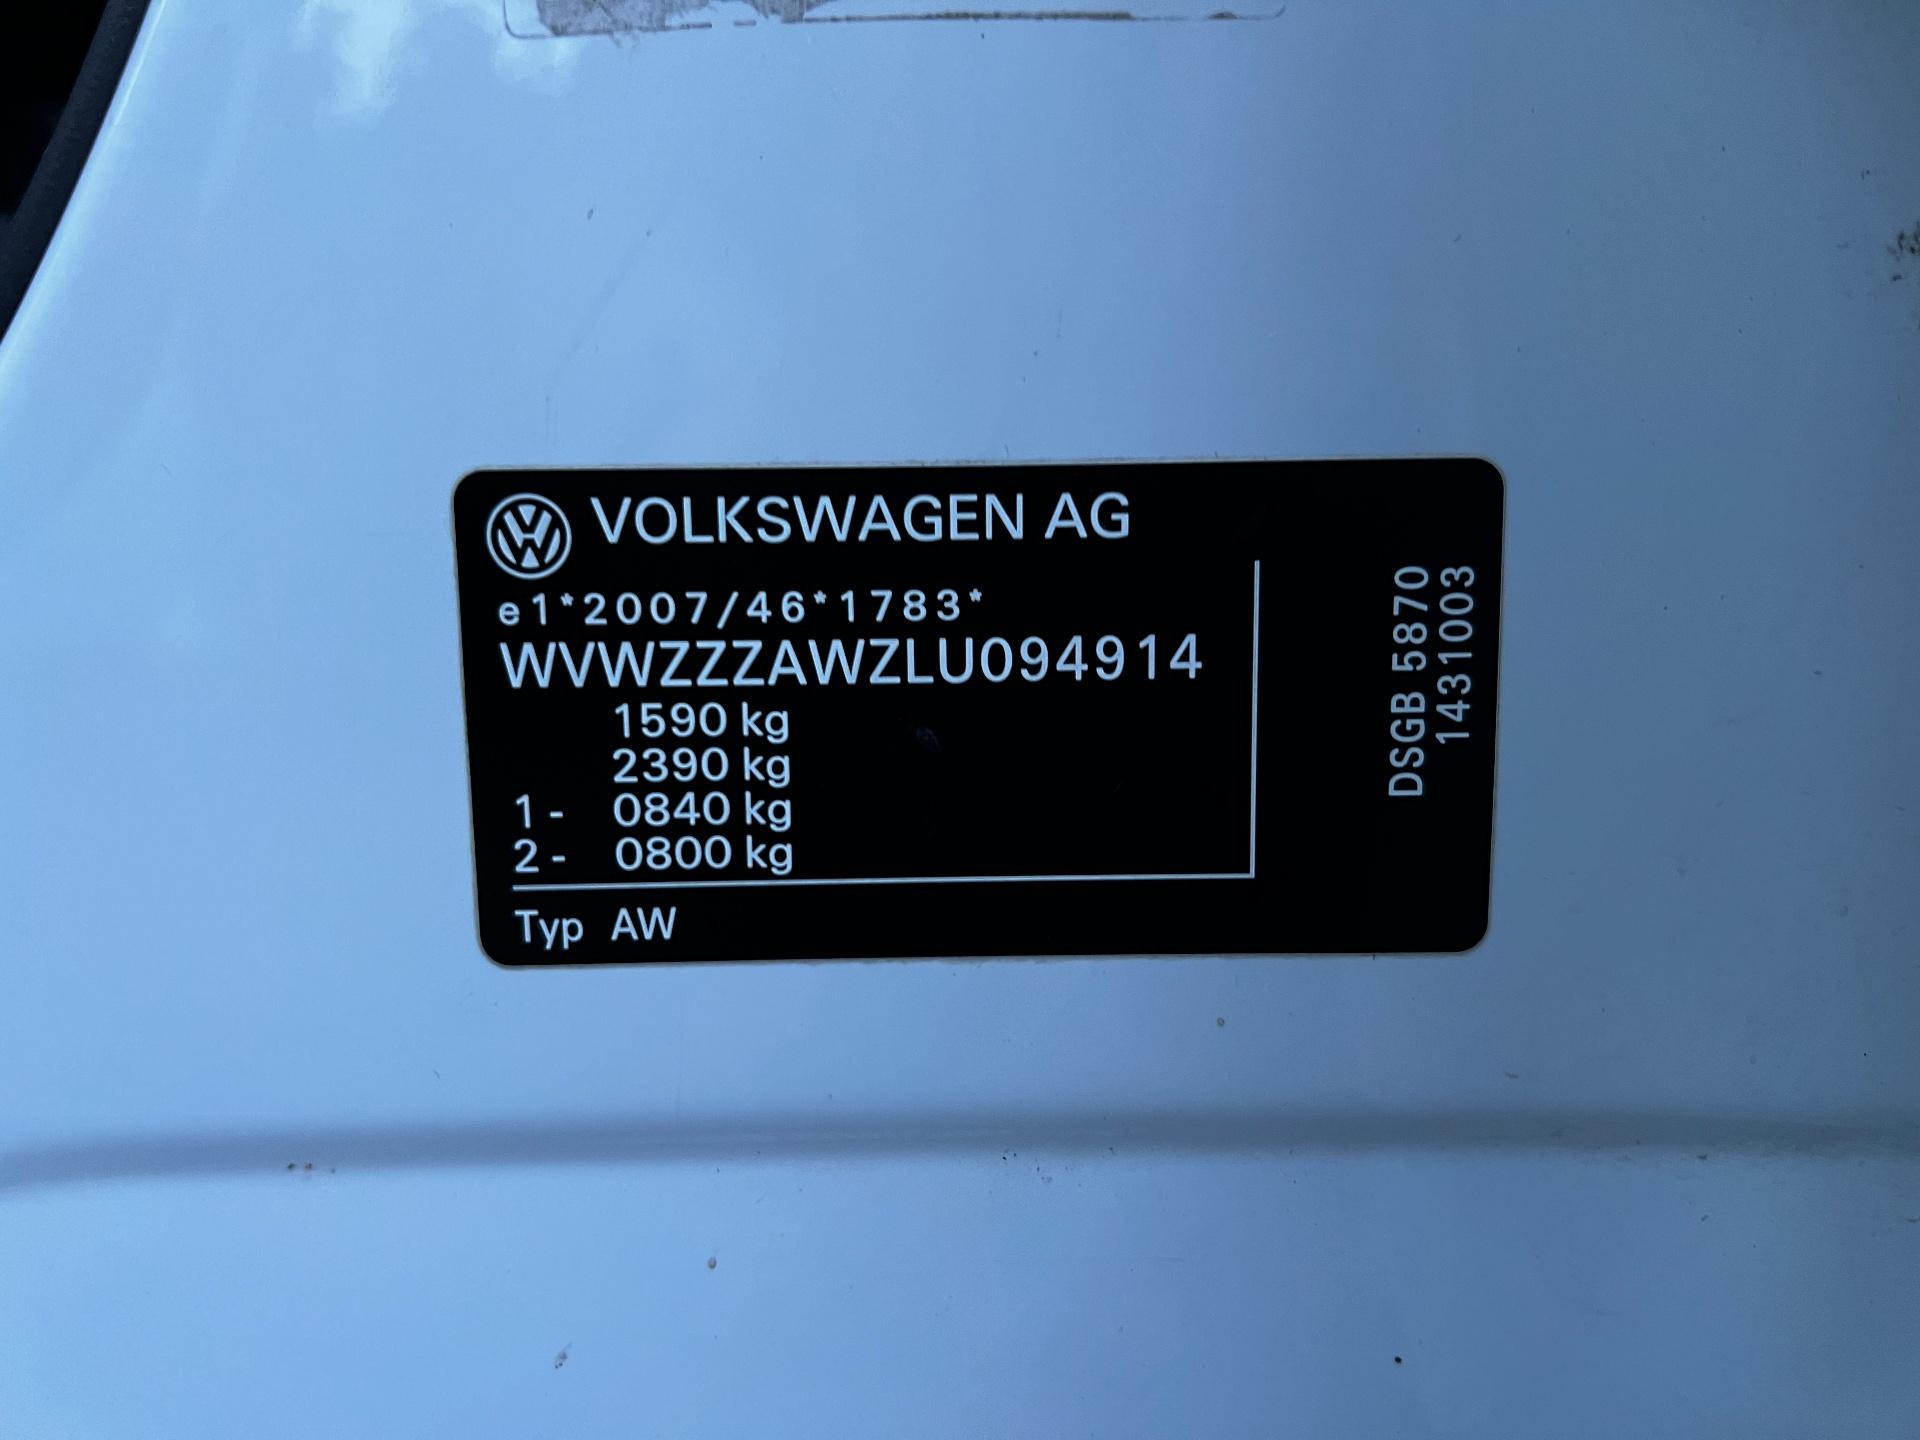 VOLKSWAGEN AG
e1*2007/46*1783*
WVWZZZAWZLU094914
1590 kg
2390 kg
1 - 0840 kg
2 - 0800 kg
Typ AW
DSGB 5870
14310003